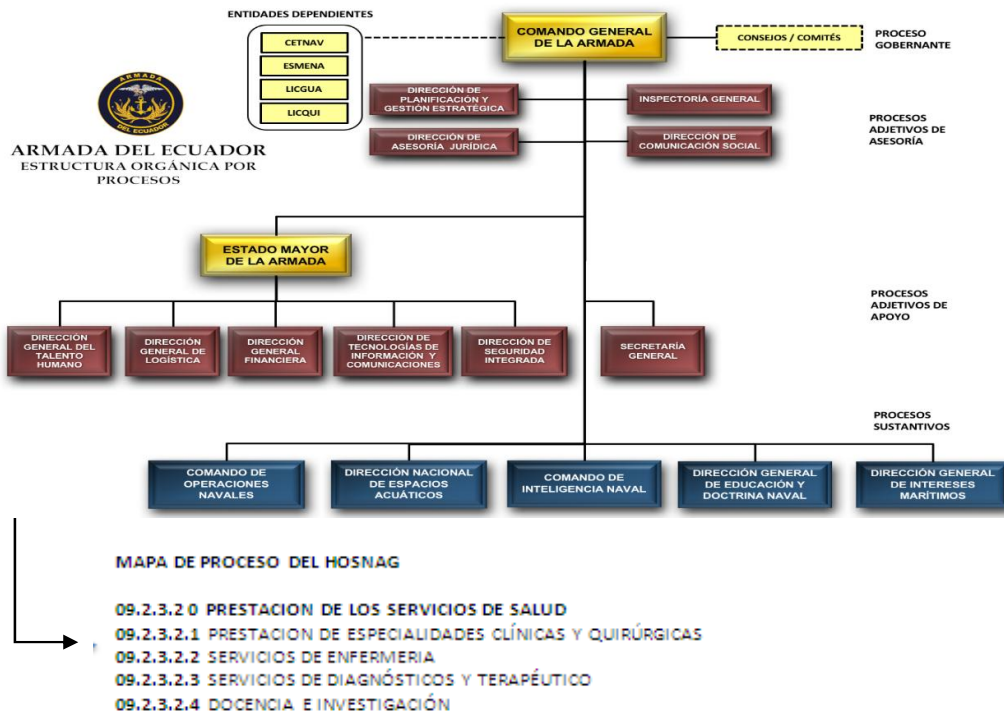 ENTIDADES DEPENDIENTES
CETNAV
ESMENA
LICGUA
LICQUI
COMANDO GENERAL
DE LA ARMADA
CONSEJOS / COMITÉS
PROCESO
GOBERNANTE
ARMADA
DEL ECUADOR
ARMADA DEL ECUADOR
ESTRUCTURA ORGÁNICA POR
PROCESOS
DIRECCIÓN DE
PLANIFICACIÓN Y
GESTIÓN ESTRATÉGICA
INSPECTORÍA GENERAL
DIRECCIÓN DE
ASESORÍA JURÍDICA
DIRECCIÓN DE
COMUNICACIÓN SOCIAL
PROCESOS
ADJETIVOS DE
ASESORÍA
ESTADO MAYOR
DE LA ARMADA
PROCESOS
ADJETIVOS DE
APOYO
DIRECCIÓN
GENERAL DEL
TALENTO
HUMANO
DIRECCIÓN
GENERAL DE
LOGÍSTICA
DIRECCIÓN
GENERAL
FINANCIERA
DIRECCIÓN DE
TECNOLOGÍAS DE
INFORMACIÓN Y
COMUNICACIONES
DIRECCIÓN DE
SEGURIDAD
INTEGRADA
SECRETARÍA
GENERAL
PROCESOS
SUSTANTIVOS
COMANDO DE
OPERACIONES
NAVALES
DIRECCIÓN NACIONAL
DE ESPACIOS
ACUÁTICOS
COMANDO DE
INTELIGENCIA NAVAL
DIRECCIÓN GENERAL
DE EDUCACIÓN Y
DOCTRINA NAVAL
DIRECCIÓN GENERAL
DE INTERESES
MARÍTIMOS
MAPA DE PROCESO DEL HOSNAG
09.2.3.2 0 PRESTACION DE LOS SERVICIOS DE SALUD
09.2.3.2.1 PRESTACION DE ESPECIALIDADES CLÍNICAS Y QUIRÚRGICAS
09.2.3.2.2 SERVICIOS DE ENFERMERIA
09.2.3.2.3 SERVICIOS DE DIAGNÓSTICOS Y TERAPÉUTICO
09.2.3.2.4 DOCENCIA E INVESTIGACIÓN